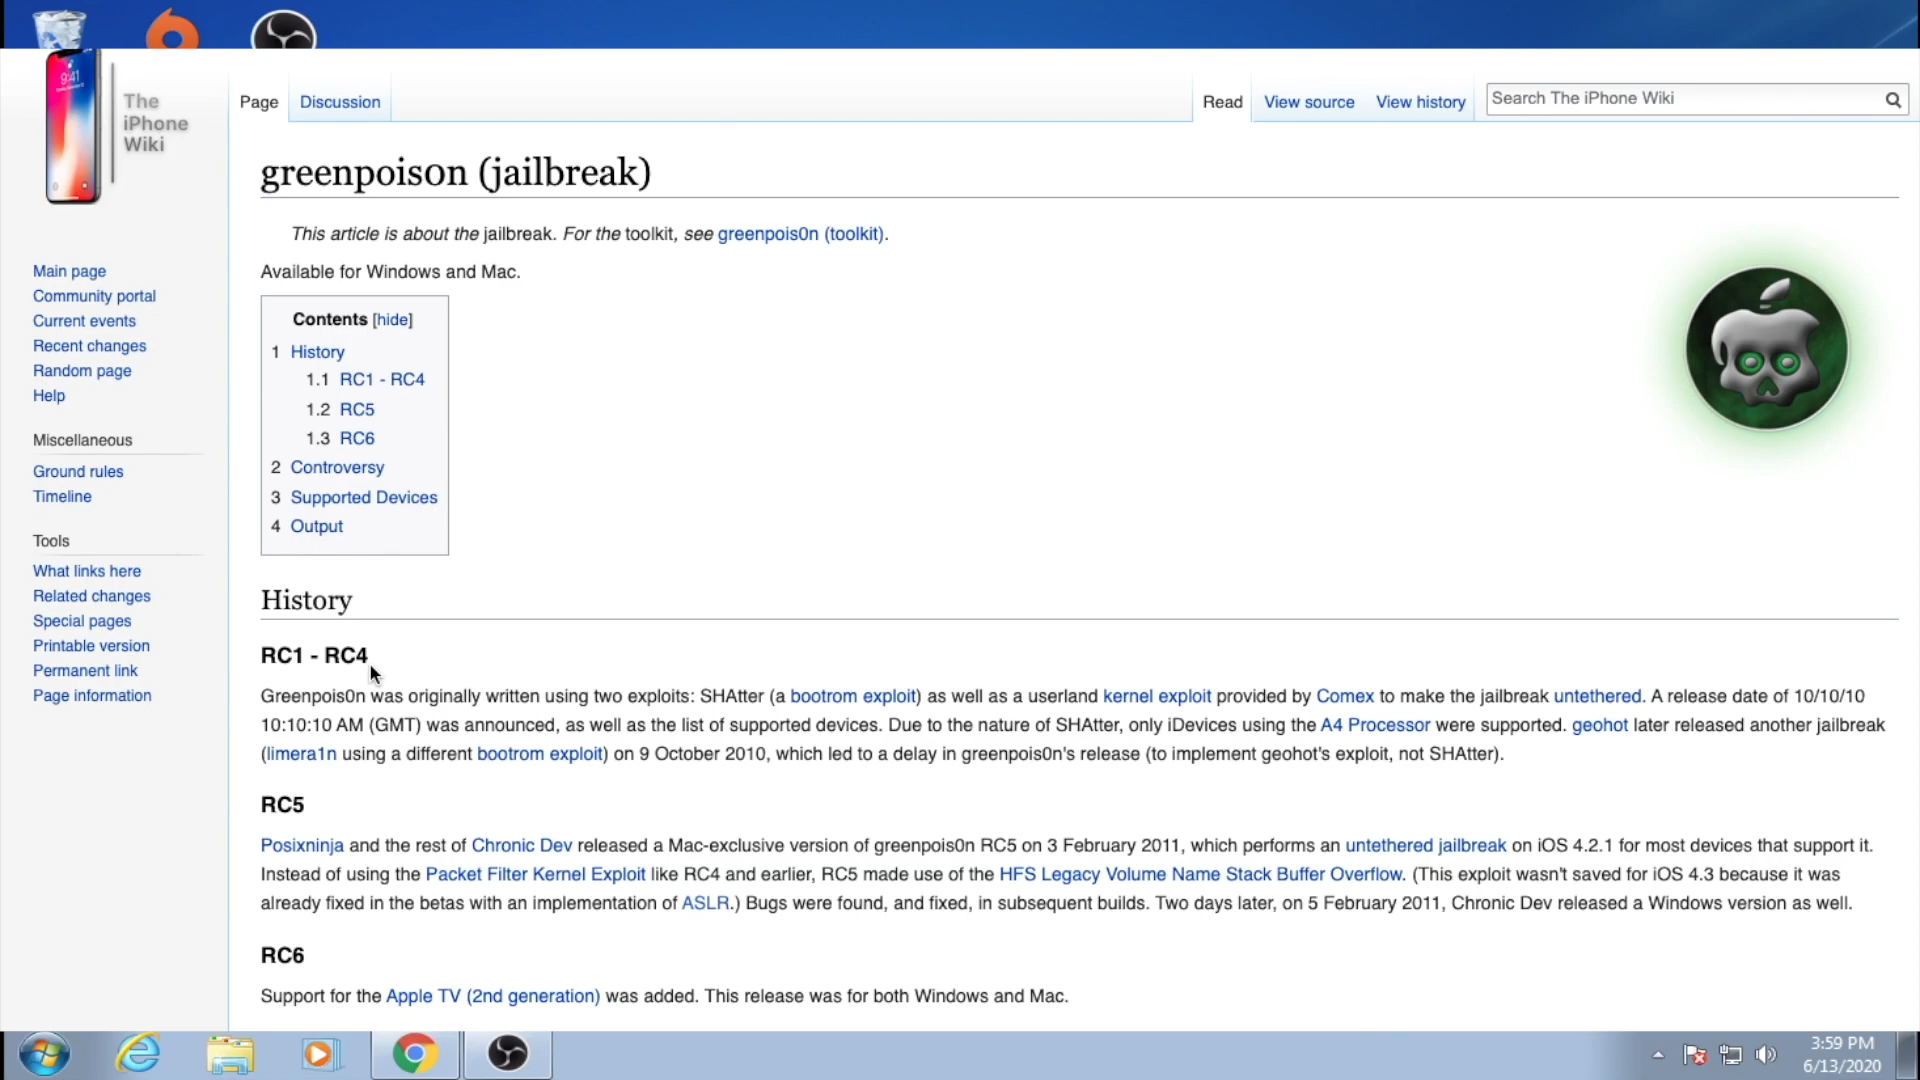 9:41
The
iPhone
Wiki
Page
Discussion
Read
View source
View history
Search The iPhone Wiki
greenpois0n (jailbreak)
This article is about the jailbreak. For the toolkit, see greenpois0n (toolkit).
Available for Windows and Mac.
Contents [hide]
1 History
1.1 RC1 - RC4
1.2 RC5
1.3 RC6
2 Controversy
3 Supported Devices
4 Output
Main page
Community portal
Current events
Recent changes
Random page
Help
Miscellaneous
Ground rules
Timeline
Tools
What links here
Related changes
Special pages
Printable version
Permanent link
Page information
History
RC1 - RC4
Greenpois0n was originally written using two exploits: SHAtter (a bootrom exploit) as well as a userland kernel exploit provided by Comex to make the jailbreak untethered. A release date of 10/10/10
10:10:10 AM (GMT) was announced, as well as the list of supported devices. Due to the nature of SHAtter, only iDevices using the A4 Processor were supported. geohot later released another jailbreak
(limera1n using a different bootrom exploit) on 9 October 2010, which led to a delay in greenpois0n's release (to implement geohot's exploit, not SHAtter).
RC5
Posixninja and the rest of Chronic Dev released a Mac-exclusive version of greenpois0n RC5 on 3 February 2011, which performs an untethered jailbreak on iOS 4.2.1 for most devices that support it.
Instead of using the Packet Filter Kernel Exploit like RC4 and earlier, RC5 made use of the HFS Legacy Volume Name Stack Buffer Overflow. (This exploit wasn't saved for iOS 4.3 because it was
already fixed in the betas with an implementation of ASLR.) Bugs were found, and fixed, in subsequent builds. Two days later, on 5 February 2011, Chronic Dev released a Windows version as well.
RC6
Support for the Apple TV (2nd generation) was added. This release was for both Windows and Mac.
3:59 PM
6/13/2020